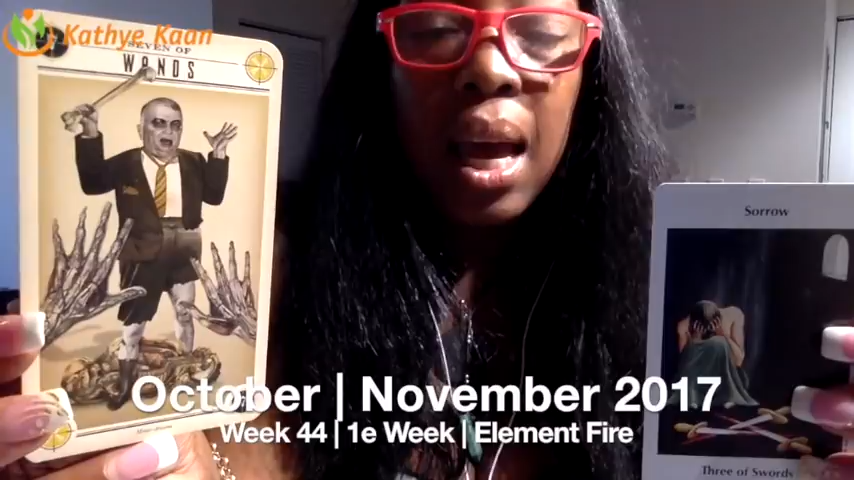 Kathye Kaan
SEVEN OF
WANDS
Sorrow
October | November 2017
Week 44 | 1e Week | Element Fire
Three of Swords